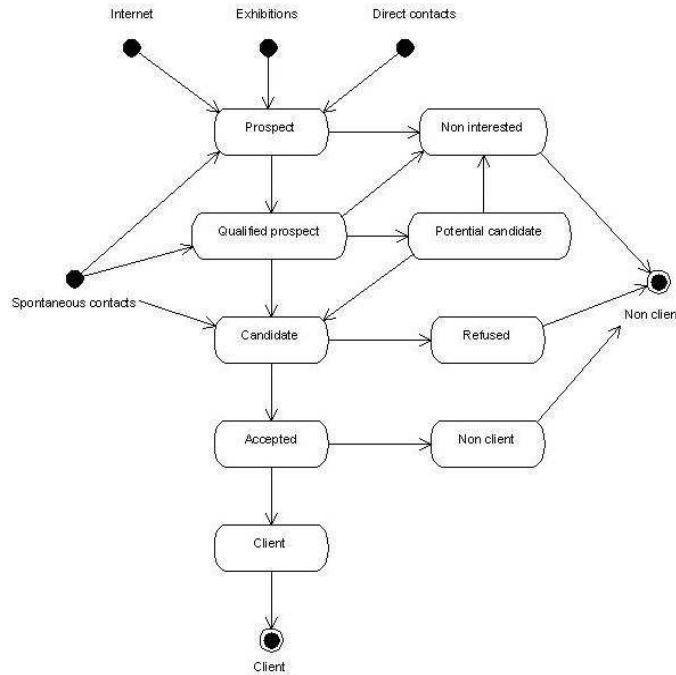 Internet
Exhibitions
Direct contacts
Prospect
Non interested
Qualified prospect
Potential candidate
Spontaneous contacts
Non client
Candidate
Refused
Accepted
Non client
Client
Client